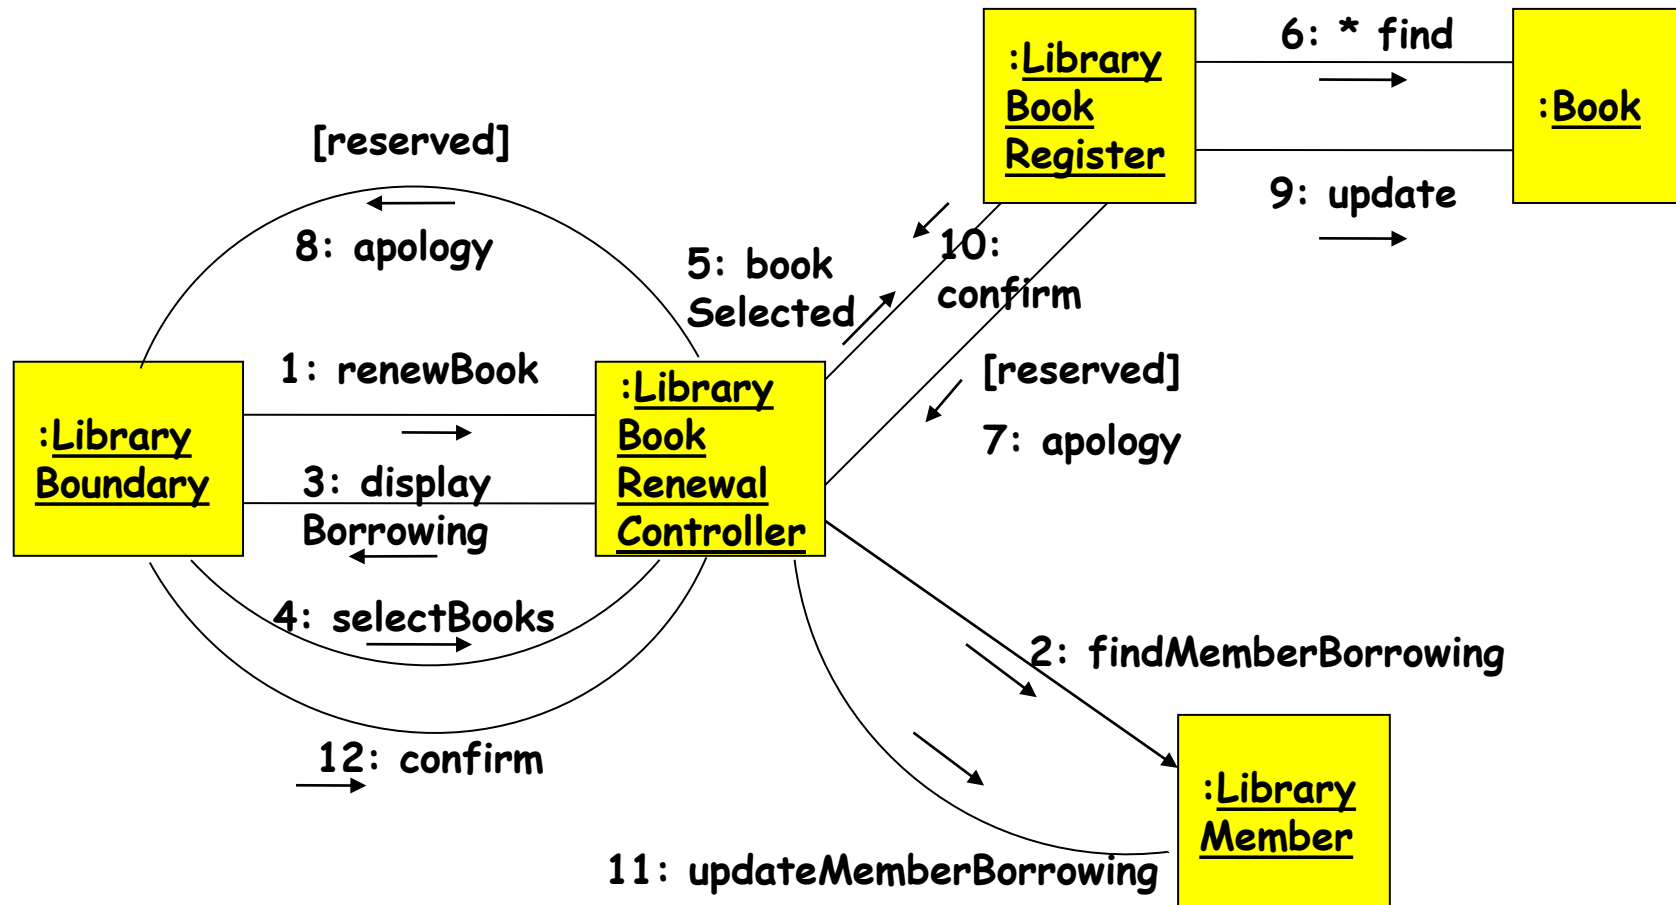 :Library
Book
Register
6: * find
:Book
9: update
[reserved]
8: apology
5: book
Selected
10:
confirm
1: renewBook
:Library
Boundary
3: display
Borrowing
:Library
Book
Renewal
Controller
[reserved]
7: apology
4: selectBooks
12: confirm
2: findMemberBorrowing
:Library
Member
11: updateMemberBorrowing